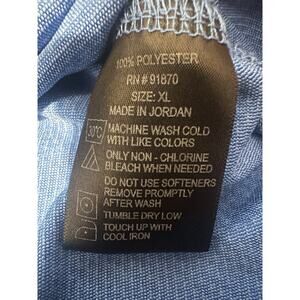 100% POLYESTER
RN # 91870
SIZE: XL
MADE IN JORDAN
30°C MACHINE WASH COLD
WITH LIKE COLORS
ONLY NON - CHLORINE
BLEACH WHEN NEEDED
DO NOT USE SOFTENERS
REMOVE PROMPTLY
AFTER WASH
TUMBLE DRY LOW
TOUCH UP WITH
COOL IRON